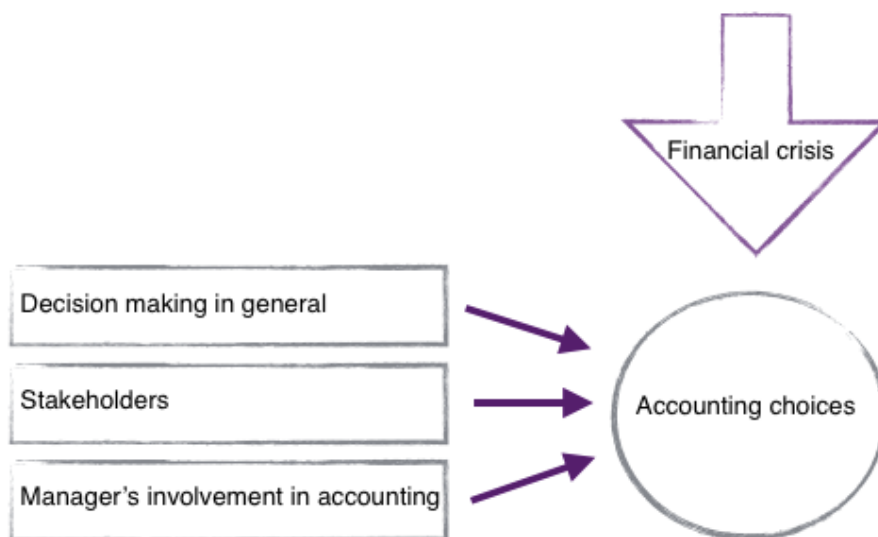 Financial crisis
Decision making in general
Stakeholders
Accounting choices
Manager's involvement in accounting